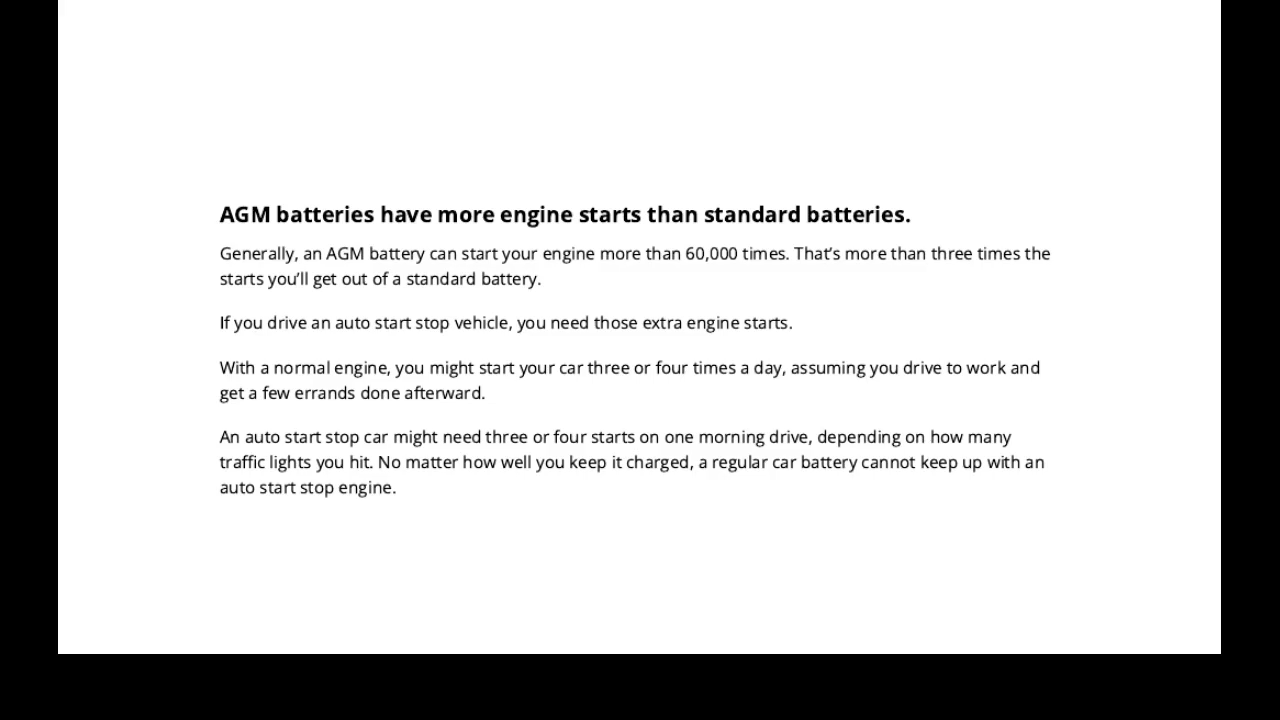 AGM batteries have more engine starts than standard batteries.
Generally, an AGM battery can start your engine more than 60,000 times. That’s more than three times the
starts you’ll get out of a standard battery.
If you drive an auto start stop vehicle, you need those extra engine starts.
With a normal engine, you might start your car three or four times a day, assuming you drive to work and
get a few errands done afterward.
An auto start stop car might need three or four starts on one morning drive, depending on how many
traffic lights you hit. No matter how well you keep it charged, a regular car battery cannot keep up with an
auto start stop engine.